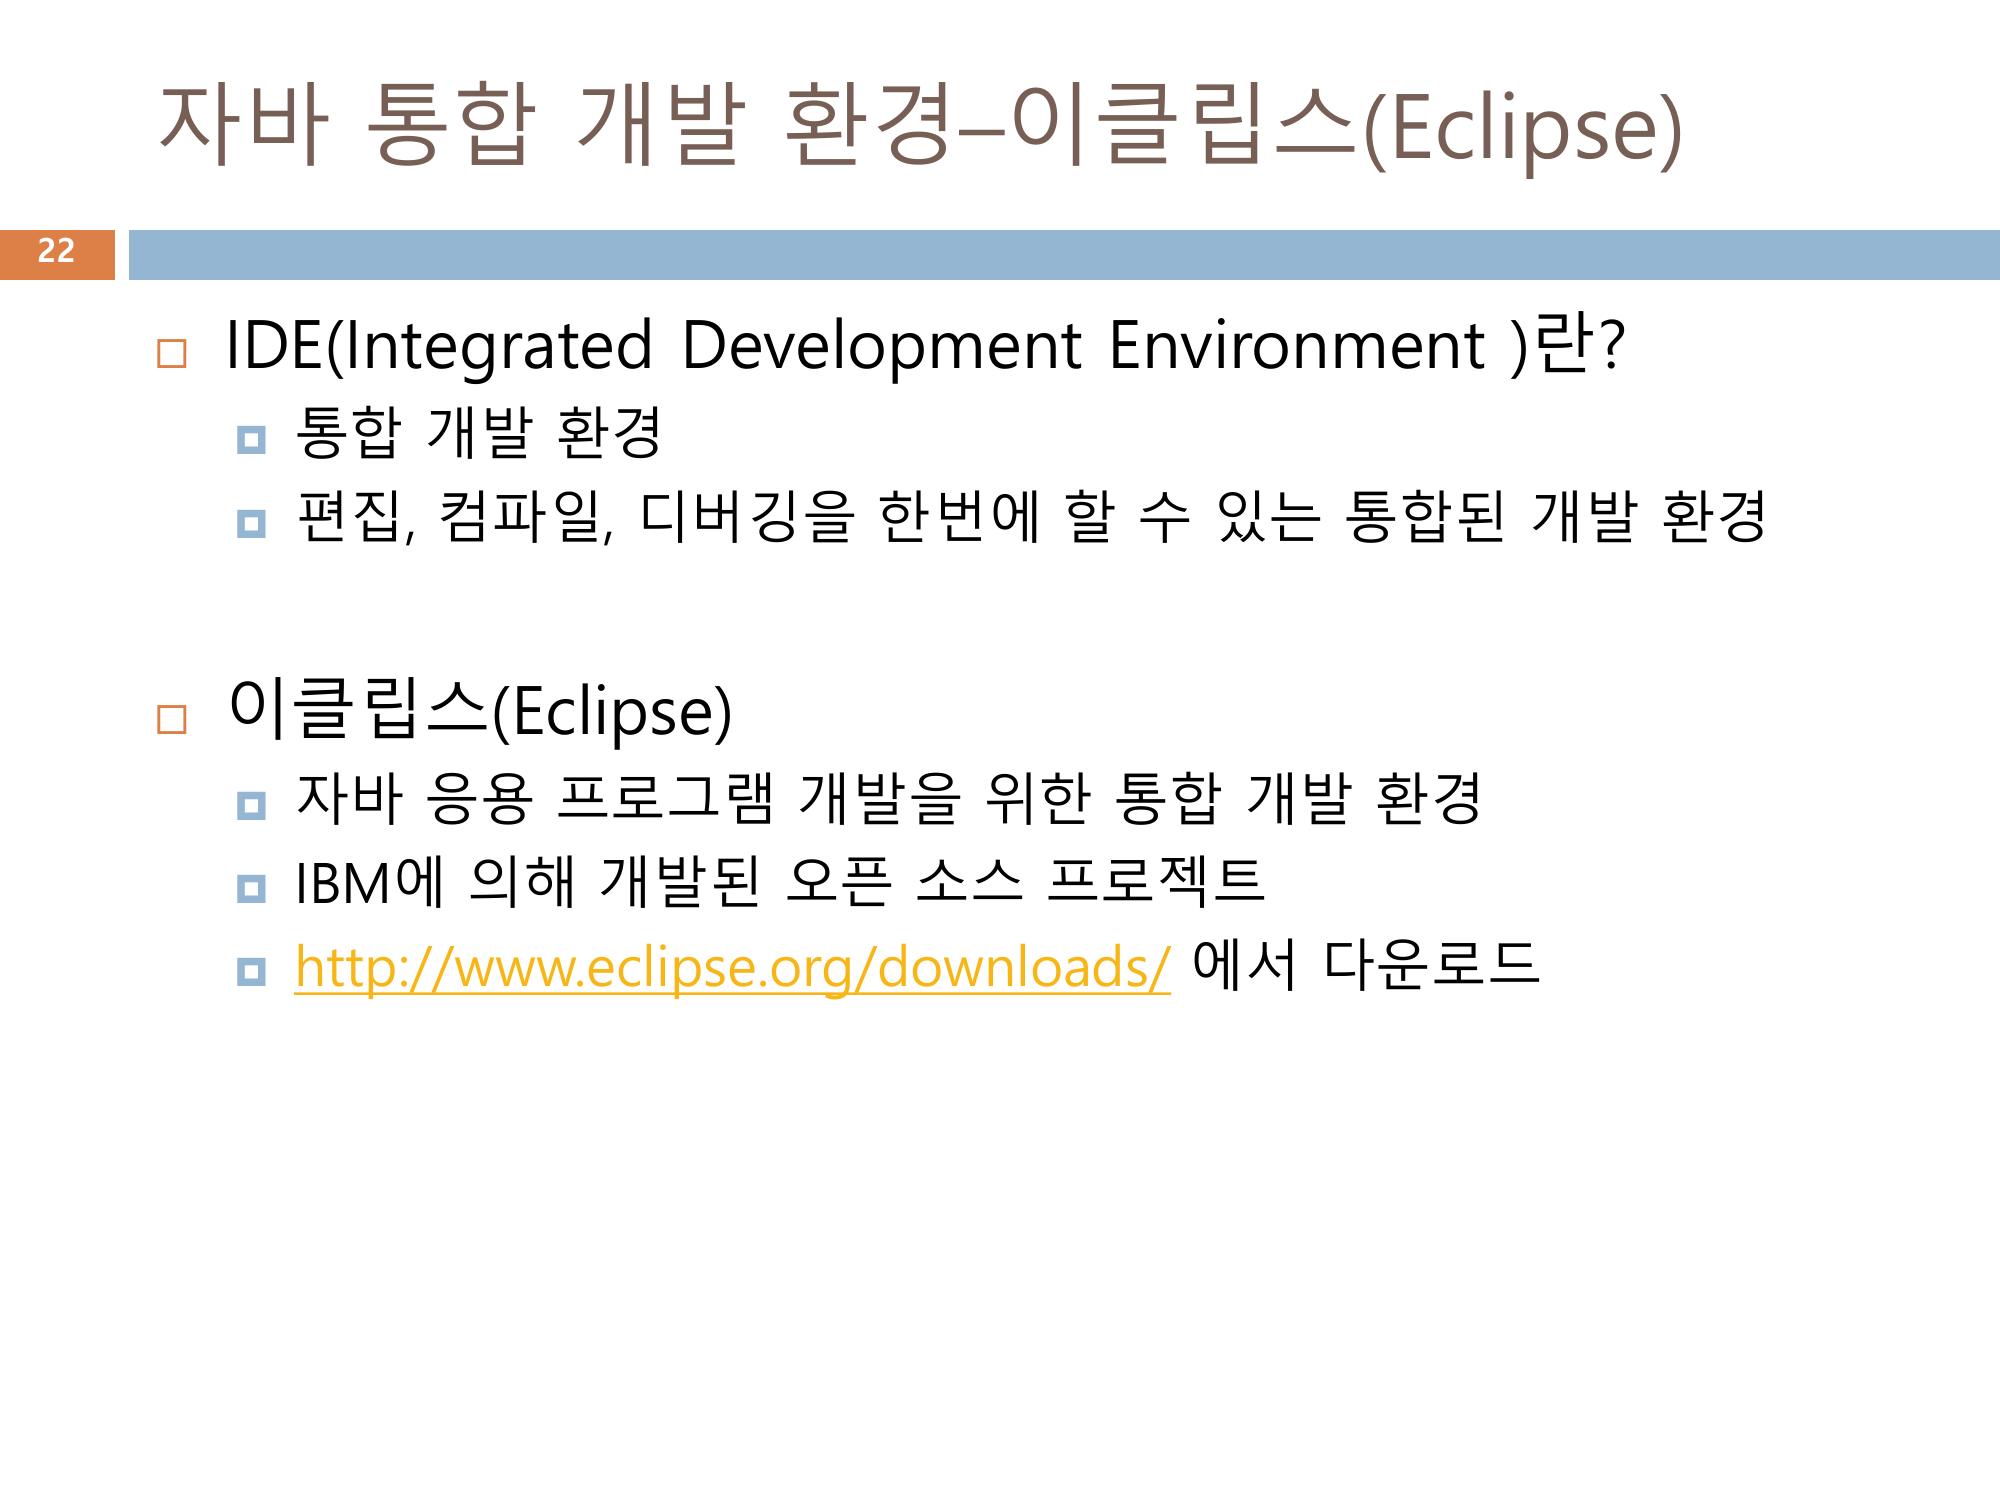 자바 통합 개발 환경–이클립스(Eclipse)
22
IDE(Integrated Development Environment )란?
통합 개발 환경
편집, 컴파일, 디버깅을 한번에 할 수 있는 통합된 개발 환경
이클립스(Eclipse)
자바 응용 프로그램 개발을 위한 통합 개발 환경
IBM에 의해 개발된 오픈 소스 프로젝트
http://www.eclipse.org/downloads/ 에서 다운로드